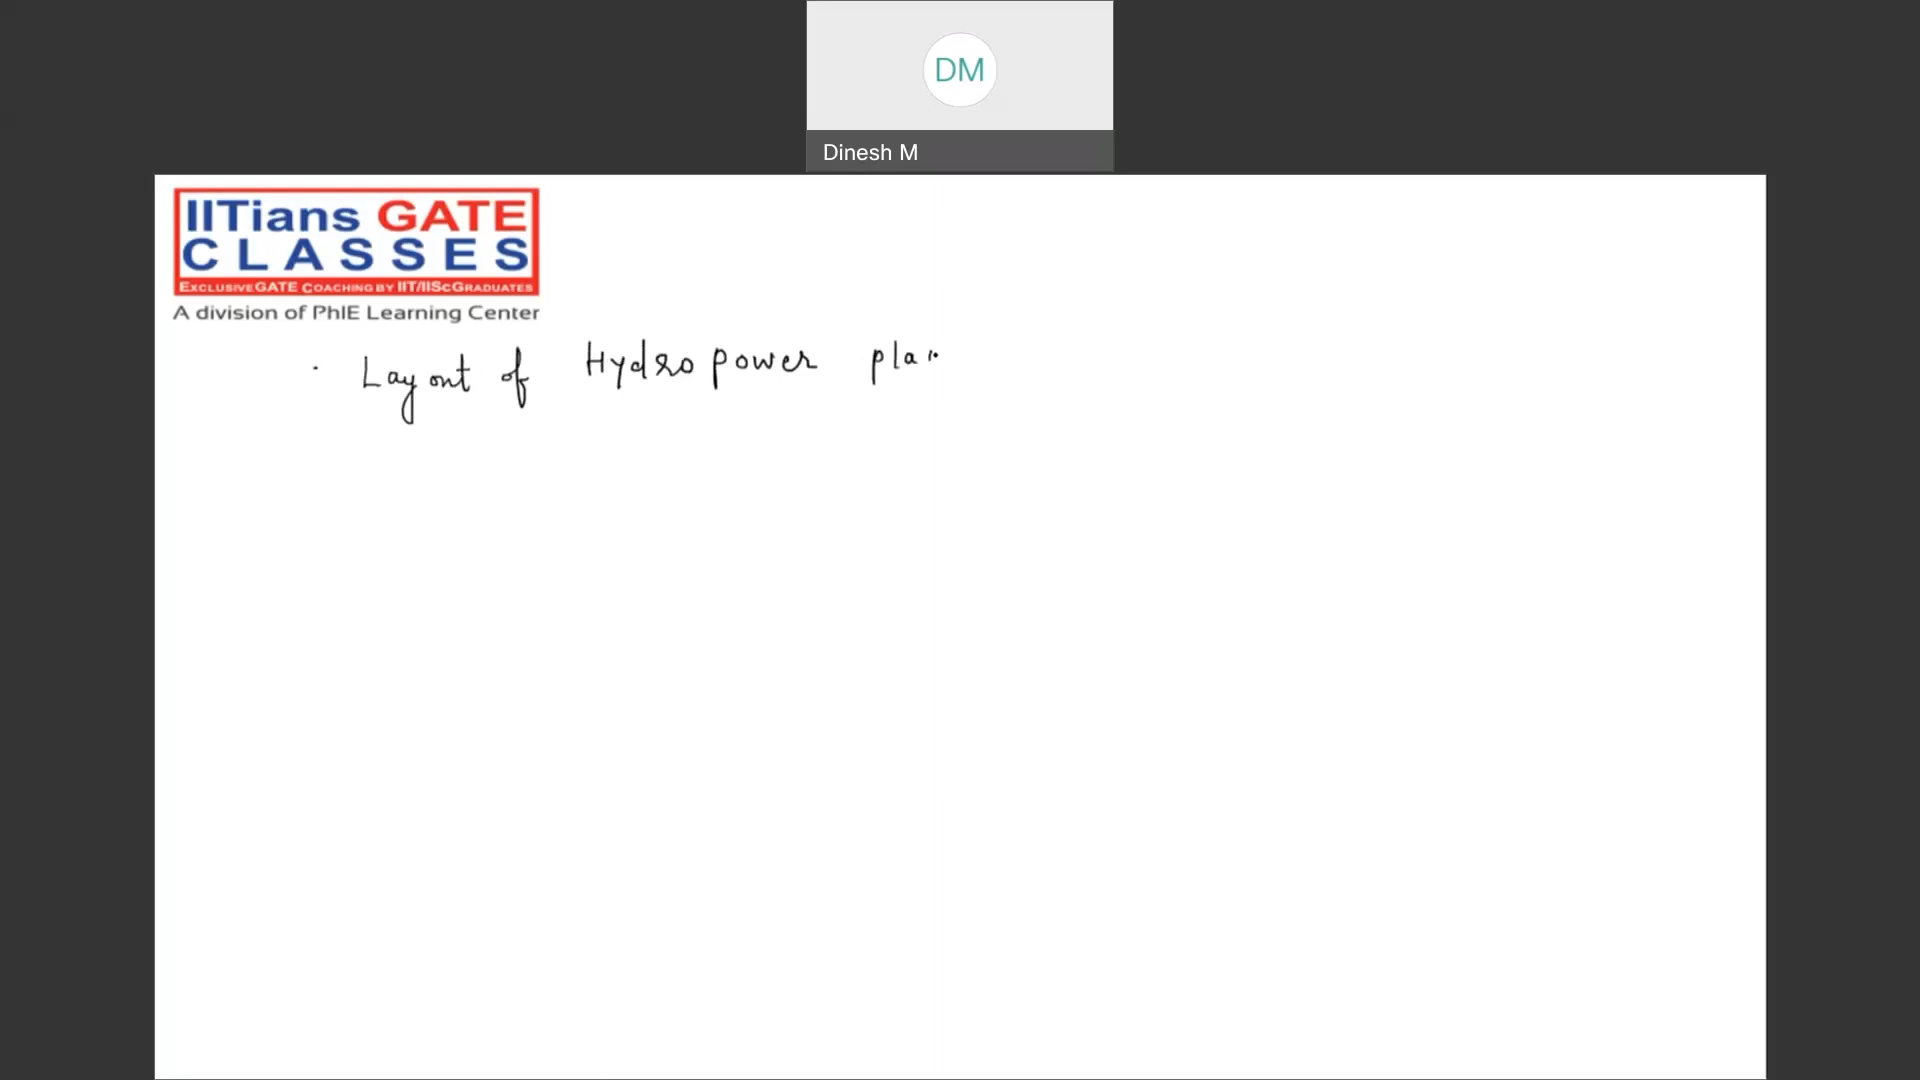 DM
Dinesh M
IITians GATE
CLASSES
EXCLUSIVE GATE COACHING BY IIT/IISc GRADUATES
A division of PhIE Learning Center
. Layout of Hydro power pla